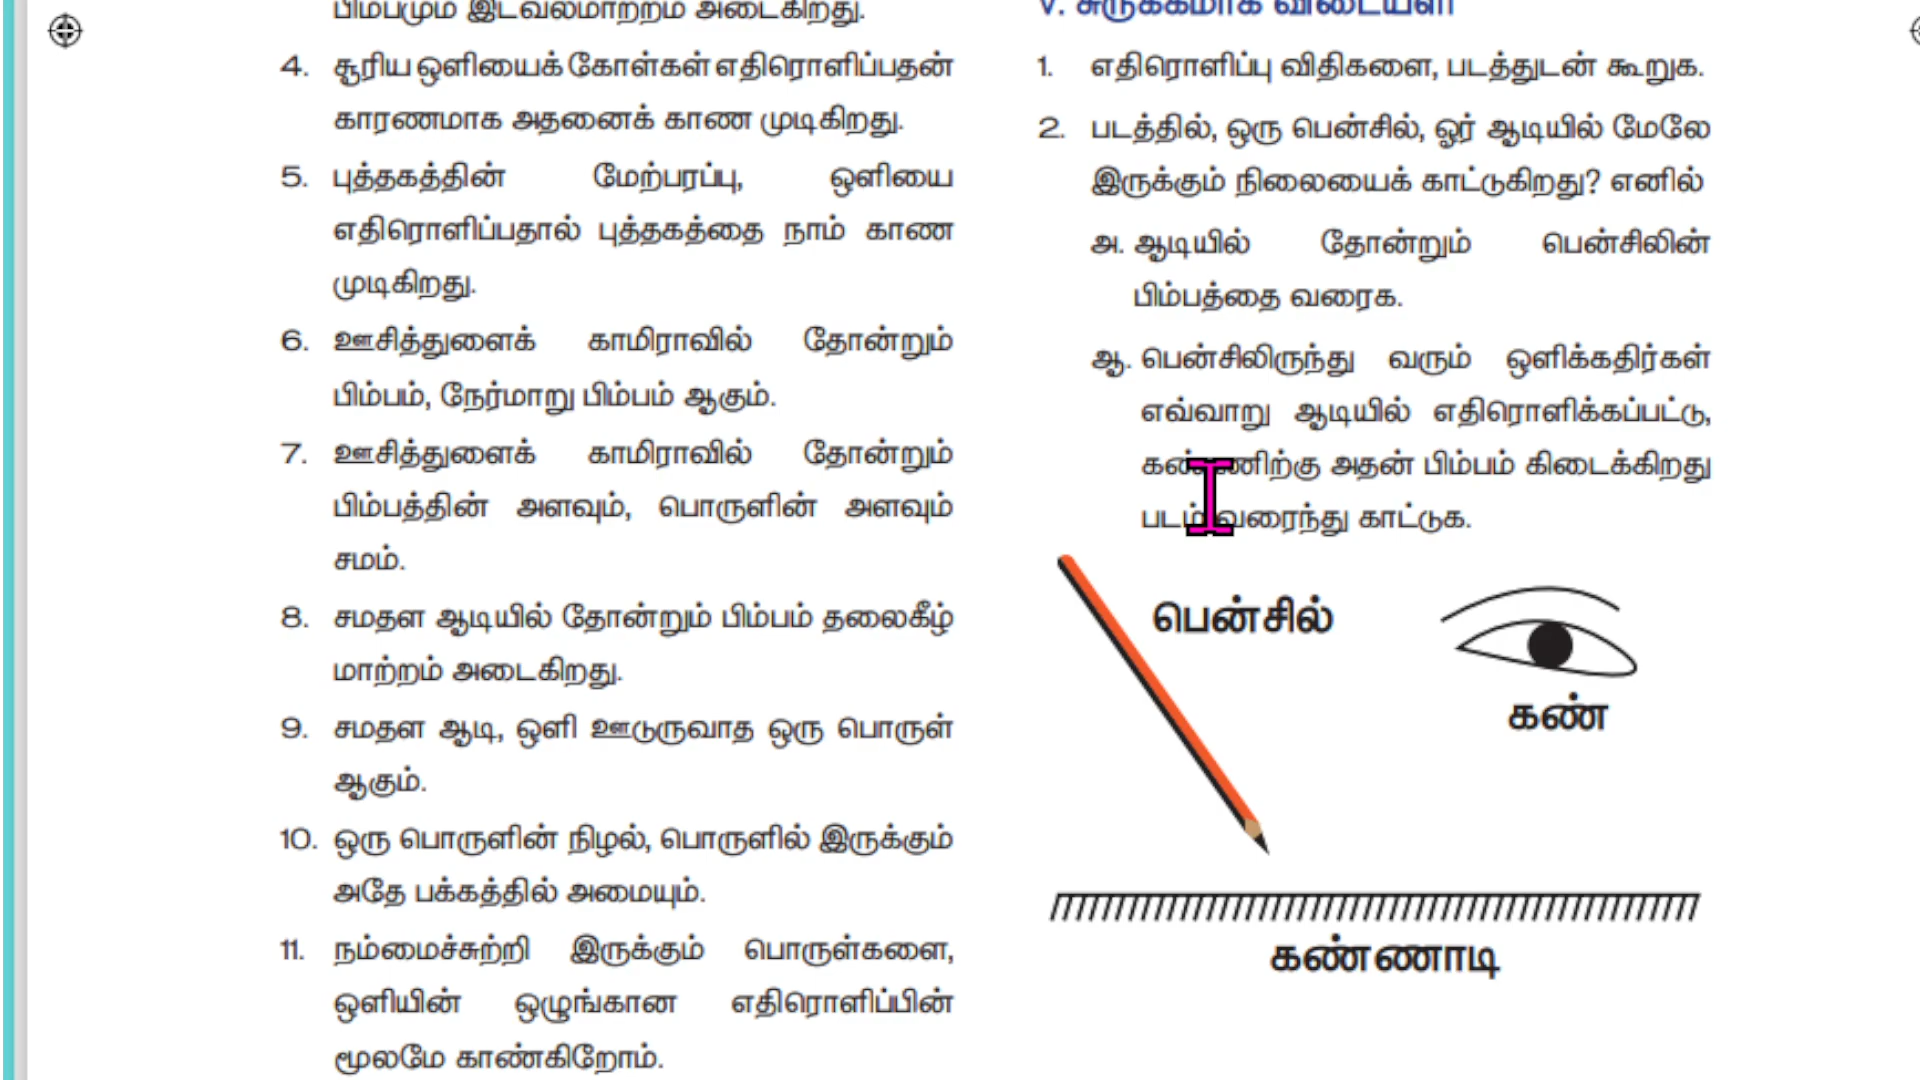 பிம்பமும் இடவலமாற்றம் அடைகிறது.
4. சூரிய ஒளியைக் கோள்கள் எதிரொளிப்பதன்
காரணமாக அதனைக் காண முடிகிறது.
5. புத்தகத்தின் மேற்பரப்பு, ஒளியை
எதிரொளிப்பதால் புத்தகத்தை நாம் காண
முடிகிறது.
6. ஊசித்துளைக் காமிராவில் தோன்றும்
பிம்பம், நேர்மாறு பிம்பம் ஆகும்.
7. ஊசித்துளைக் காமிராவில் தோன்றும்
பிம்பத்தின் அளவும், பொருளின் அளவும்
சமம்.
8. சமதள ஆடியில் தோன்றும் பிம்பம் தலைகீழ்
மாற்றம் அடைகிறது.
9. சமதள ஆடி, ஒளி ஊடுருவாத ஒரு பொருள்
ஆகும்.
10. ஒரு பொருளின் நிழல், பொருளில் இருக்கும்
அதே பக்கத்தில் அமையும்.
11. நம்மைச்சுற்றி இருக்கும் பொருள்களை,
ஒளியின் ஒழுங்கான எதிரொளிப்பின்
மூலமே காண்கிறோம்.
V. சுருக்கமாக விடையளி
1. எதிரொளிப்பு விதிகளை, படத்துடன் கூறுக.
2. படத்தில், ஒரு பென்சில், ஓர் ஆடியில் மேலே
இருக்கும் நிலையைக் காட்டுகிறது? எனில்
அ. ஆடியில் தோன்றும் பென்சிலின்
பிம்பத்தை வரைக.
ஆ. பென்சிலிருந்து வரும் ஒளிக்கதிர்கள்
எவ்வாறு ஆடியில் எதிரொளிக்கப்பட்டு,
கண்ணிற்கு அதன் பிம்பம் கிடைக்கிறது
படம் வரைந்து காட்டுக.
பென்சில்
கண்
கண்ணாடி